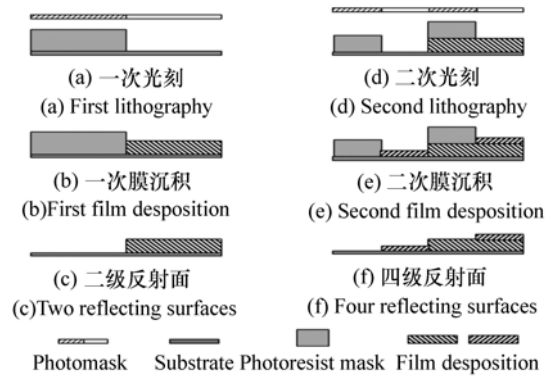 (a) 一次光刻
(a) First lithography
(b) 一次膜沉积
(b)First film desposition
(c) 二级反射面
(c)Two reflecting surfaces
(d) 二次光刻
(d) Second lithography
(e) 二次膜沉积
(e) Second film desposition
(f) 四级反射面
(f) Four reflecting surfaces
Photomask Substrate Photoresist mask Film desposition